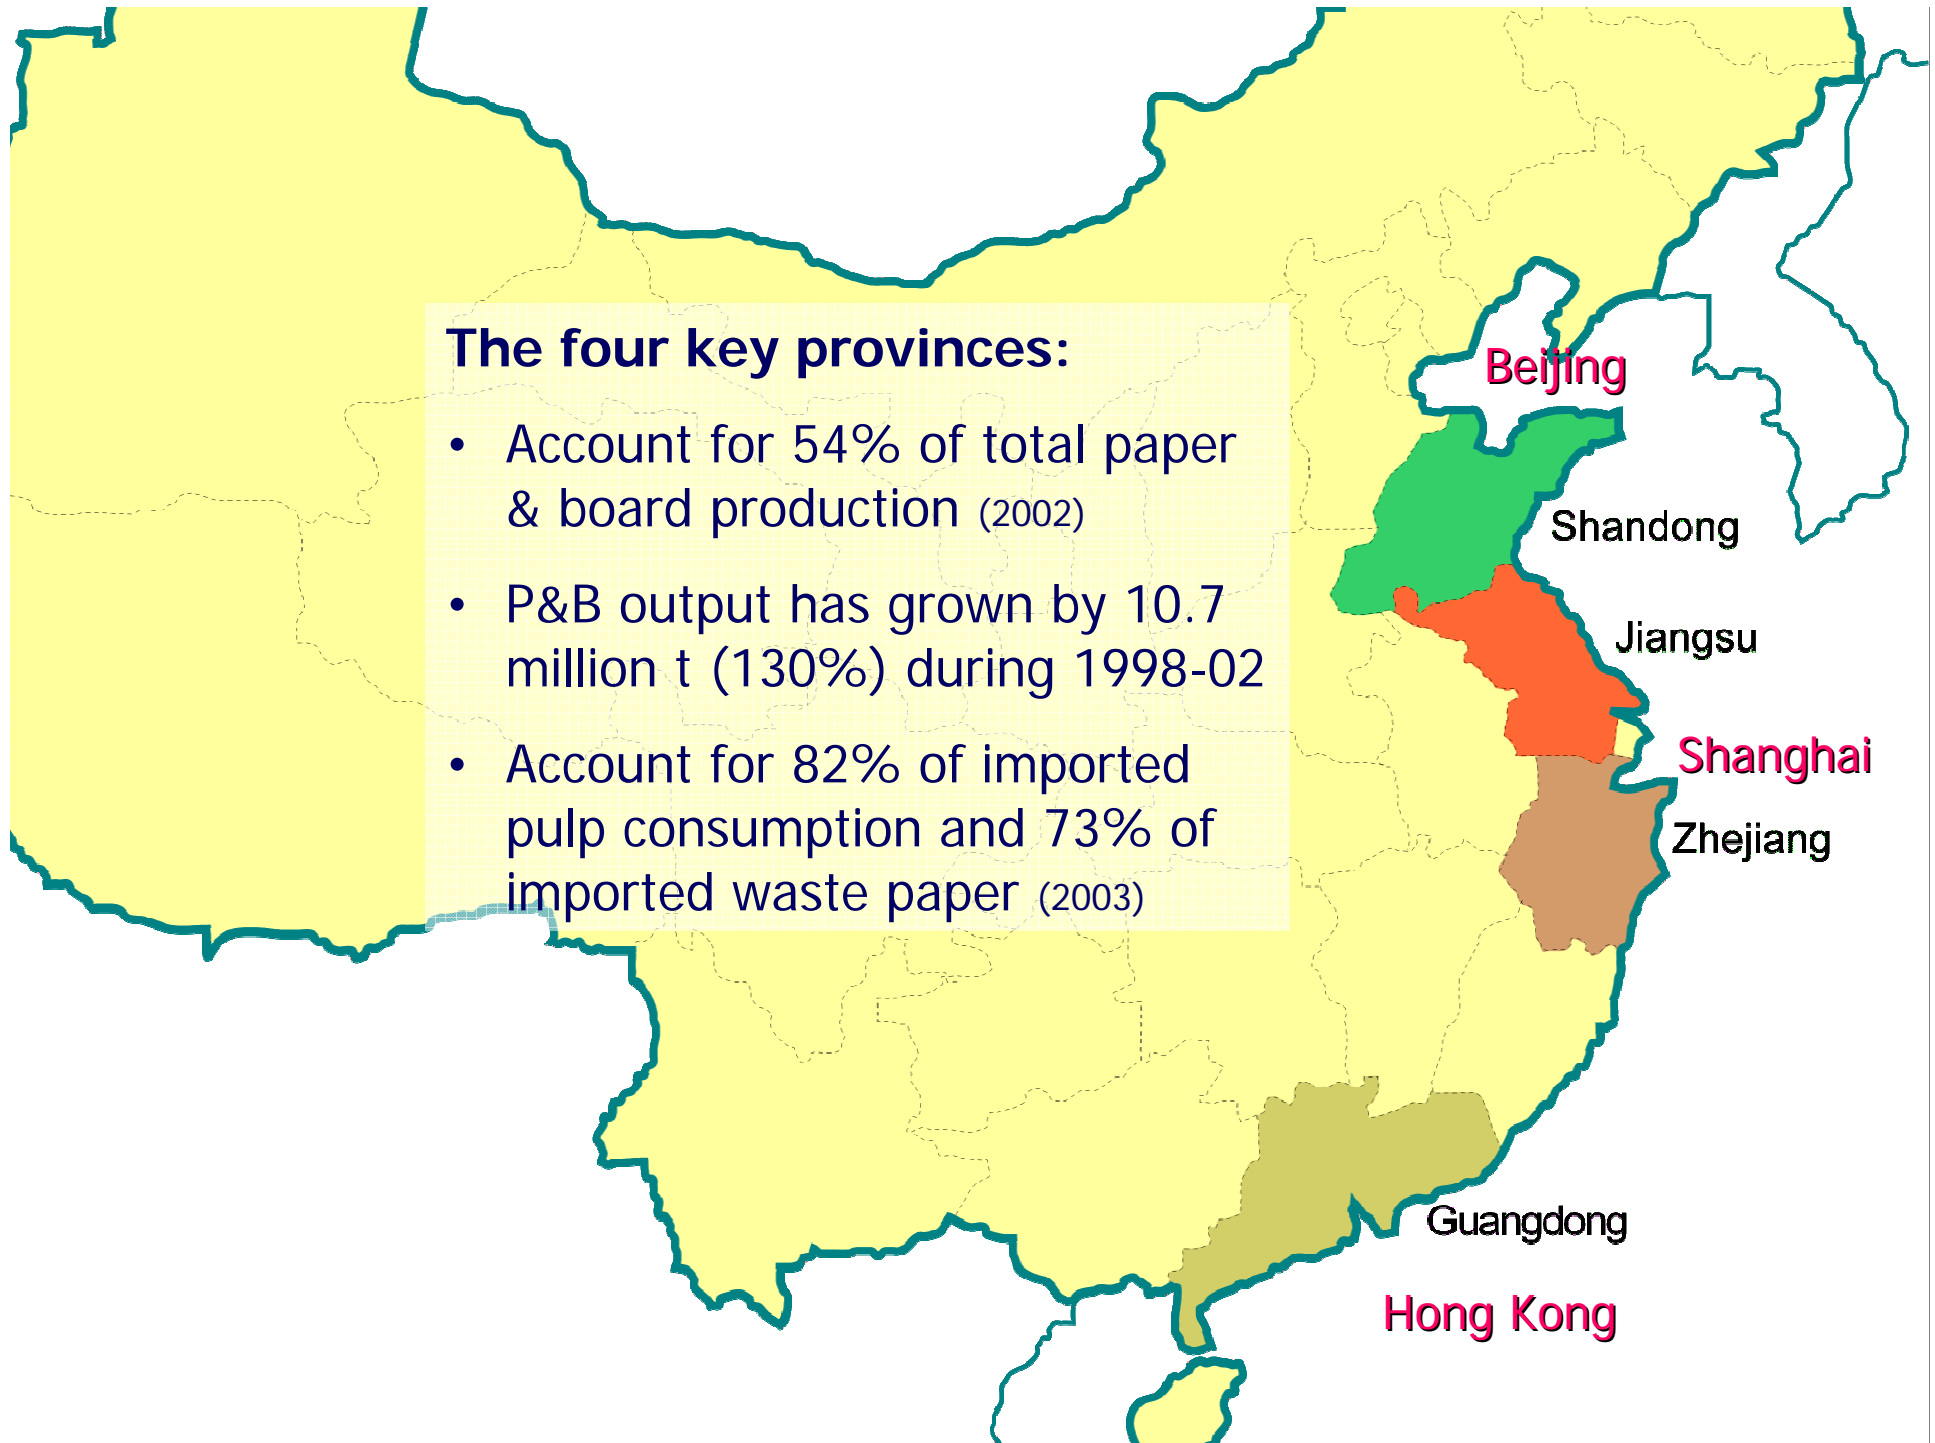 The four key provinces:
• Account for 54% of total paper
& board production (2002)
• P&B output has grown by 10.7
million t (130%) during 1998-02
• Account for 82% of imported
pulp consumption and 73% of
imported waste paper (2003)
Beijing
Shandong
Jiangsu
Shanghai
Zhejiang
Guangdong
Hong Kong